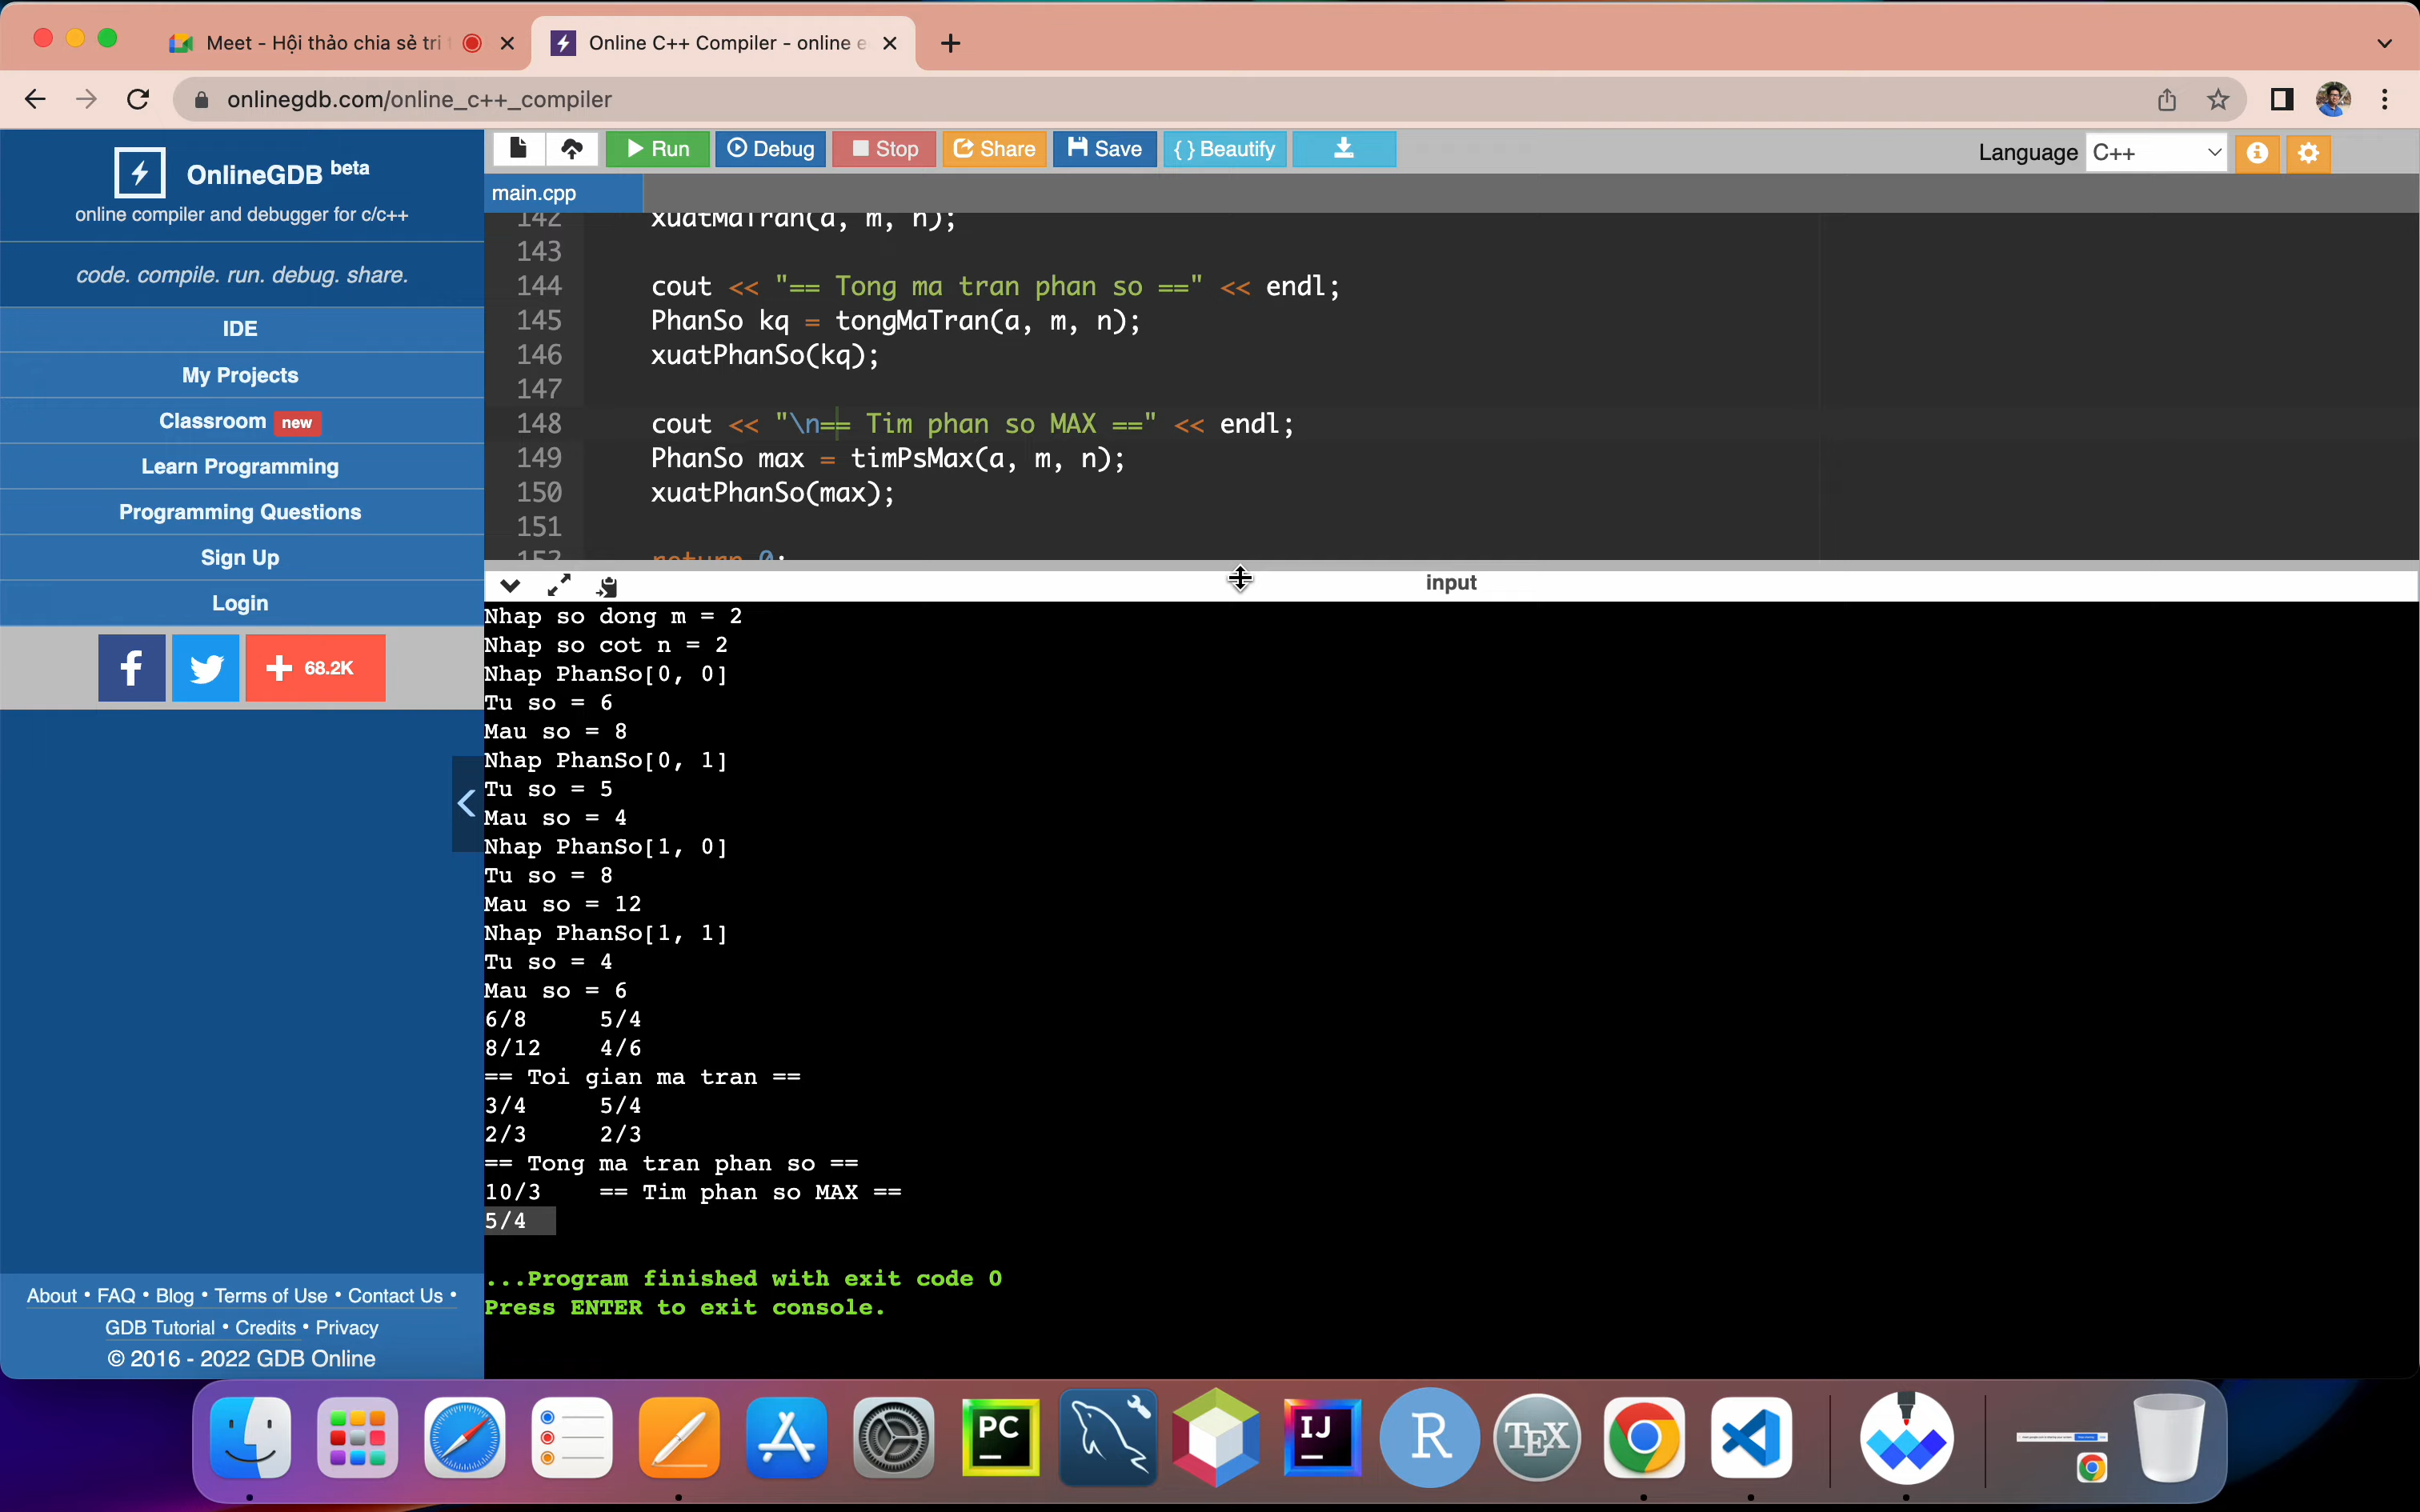 Meet - Hội thảo chia sẻ tri
Online C++ Compiler - online e
onlinegdb.com/online_c++_compiler
OnlineGDB beta
online compiler and debugger for c/c++
code. compile. run. debug. share.
IDE
My Projects
Classroom new
Learn Programming
Programming Questions
Sign Up
Login
f
68.2K
About • FAQ • Blog • Terms of Use • Contact Us •
GDB Tutorial • Credits • Privacy
© 2016 - 2022 GDB Online
Run
Debug
Stop
Share
Save
{ } Beautify
Language C++
main.cpp
142 xuatMaTran(a, m, n);
143
144 cout << "== Tong ma tran phan so ==" << endl;
145 PhanSo kq = tongMaTran(a, m, n);
146 xuatPhanSo(kq);
147
148 cout << "\n== Tim phan so MAX ==" << endl;
149 PhanSo max = timPsMax(a, m, n);
150 xuatPhanSo(max);
151
152 return 0;
input
Nhap so dong m = 2
Nhap so cot n = 2
Nhap PhanSo[0, 0]
Tu so = 6
Mau so = 8
Nhap PhanSo[0, 1]
Tu so = 5
Mau so = 4
Nhap PhanSo[1, 0]
Tu so = 8
Mau so = 12
Nhap PhanSo[1, 1]
Tu so = 4
Mau so = 6
6/8 5/4
8/12 4/6
== Toi gian ma tran ==
3/4 5/4
2/3 2/3
== Tong ma tran phan so ==
10/3 == Tim phan so MAX ==
5/4
...Program finished with exit code 0
Press ENTER to exit console.
PC
IJ
R
TEX